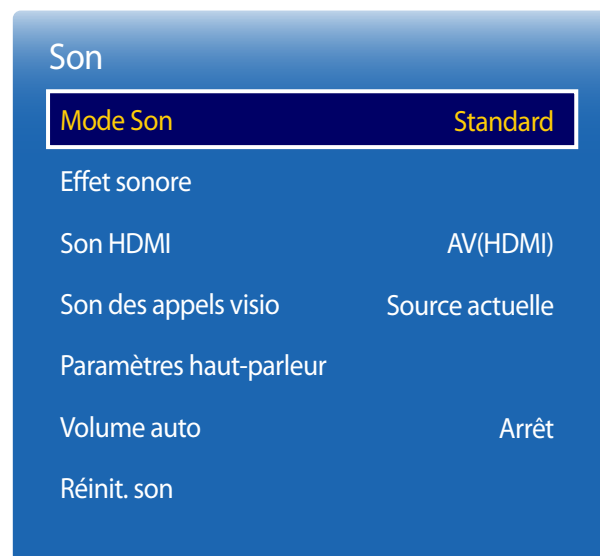 Son
Mode Son Standard
Effet sonore
Son HDMI AV(HDMI)
Son des appels visio Source actuelle
Paramètres haut-parleur
Volume auto Arrêt
Réinit. son